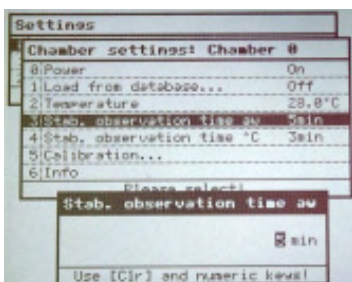 Settings
Chamber settings: Chamber 0
0 Power On
1 Load from database... Off
2 Temperature 28.0°C
3 Stab. observation time aw 5min
4 Stab. observation time °C 3min
5 Calibration...
6 Info
Please select!
Stab. observation time aw
min
Use [Clr] and numeric keys!